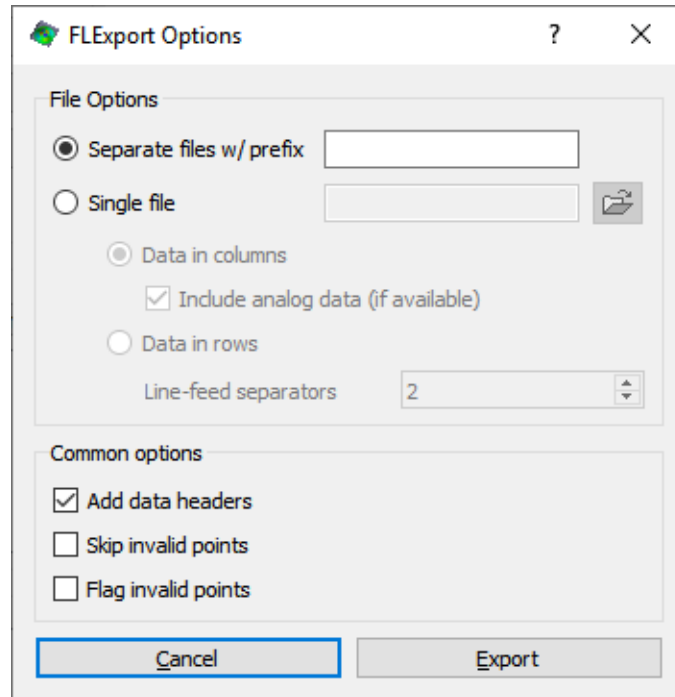 FLExport Options ?
File Options
Separate files w/ prefix
Single file
Data in columns
Include analog data (if available)
Data in rows
Line-feed separators 2
Common options
Add data headers
Skip invalid points
Flag invalid points
Cancel Export